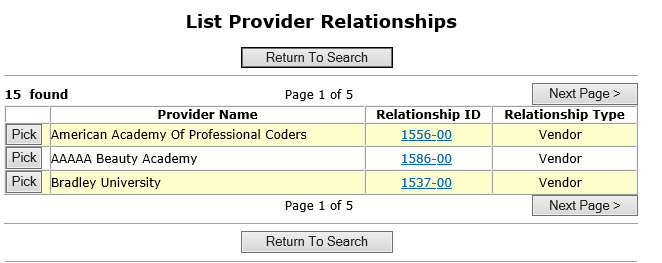 List Provider Relationships
Return To Search
15 found Page 1 of 5 Next Page >
Provider Name Relationship ID Relationship Type
Pick American Academy Of Professional Coders 1556-00 Vendor
Pick AAAAA Beauty Academy 1586-00 Vendor
Pick Bradley University 1537-00 Vendor
Page 1 of 5 Next Page >
Return To Search